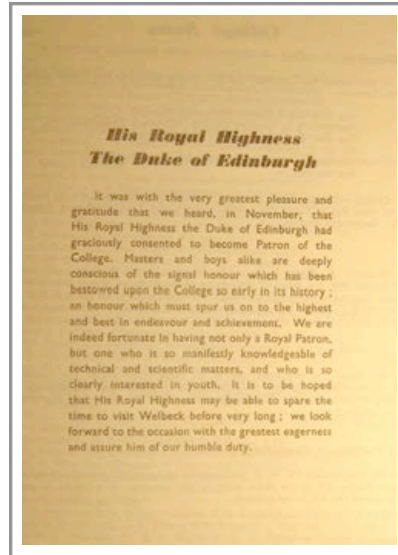 His Royal Highness
The Duke of Edinburgh
It was with the very greatest pleasure and
gratitude that we heard, in November, that
His Royal Highness the Duke of Edinburgh had
graciously consented to become Patron of the
College. Masters and boys alike are deeply
conscious of the signal honour which has been
bestowed upon the College so early in its history ;
an honour which must spur us on to the highest
and best in endeavour and achievement. We are
indeed fortunate in having not only a Royal Patron,
but one who is so manifestly knowledgeable of
technical and scientific matters, and who is so
clearly interested in youth. It is to be hoped
that His Royal Highness may be able to spare the
time to visit Welbeck before very long ; we look
forward to the occasion with the greatest eagerness
and assure him of our humble duty.